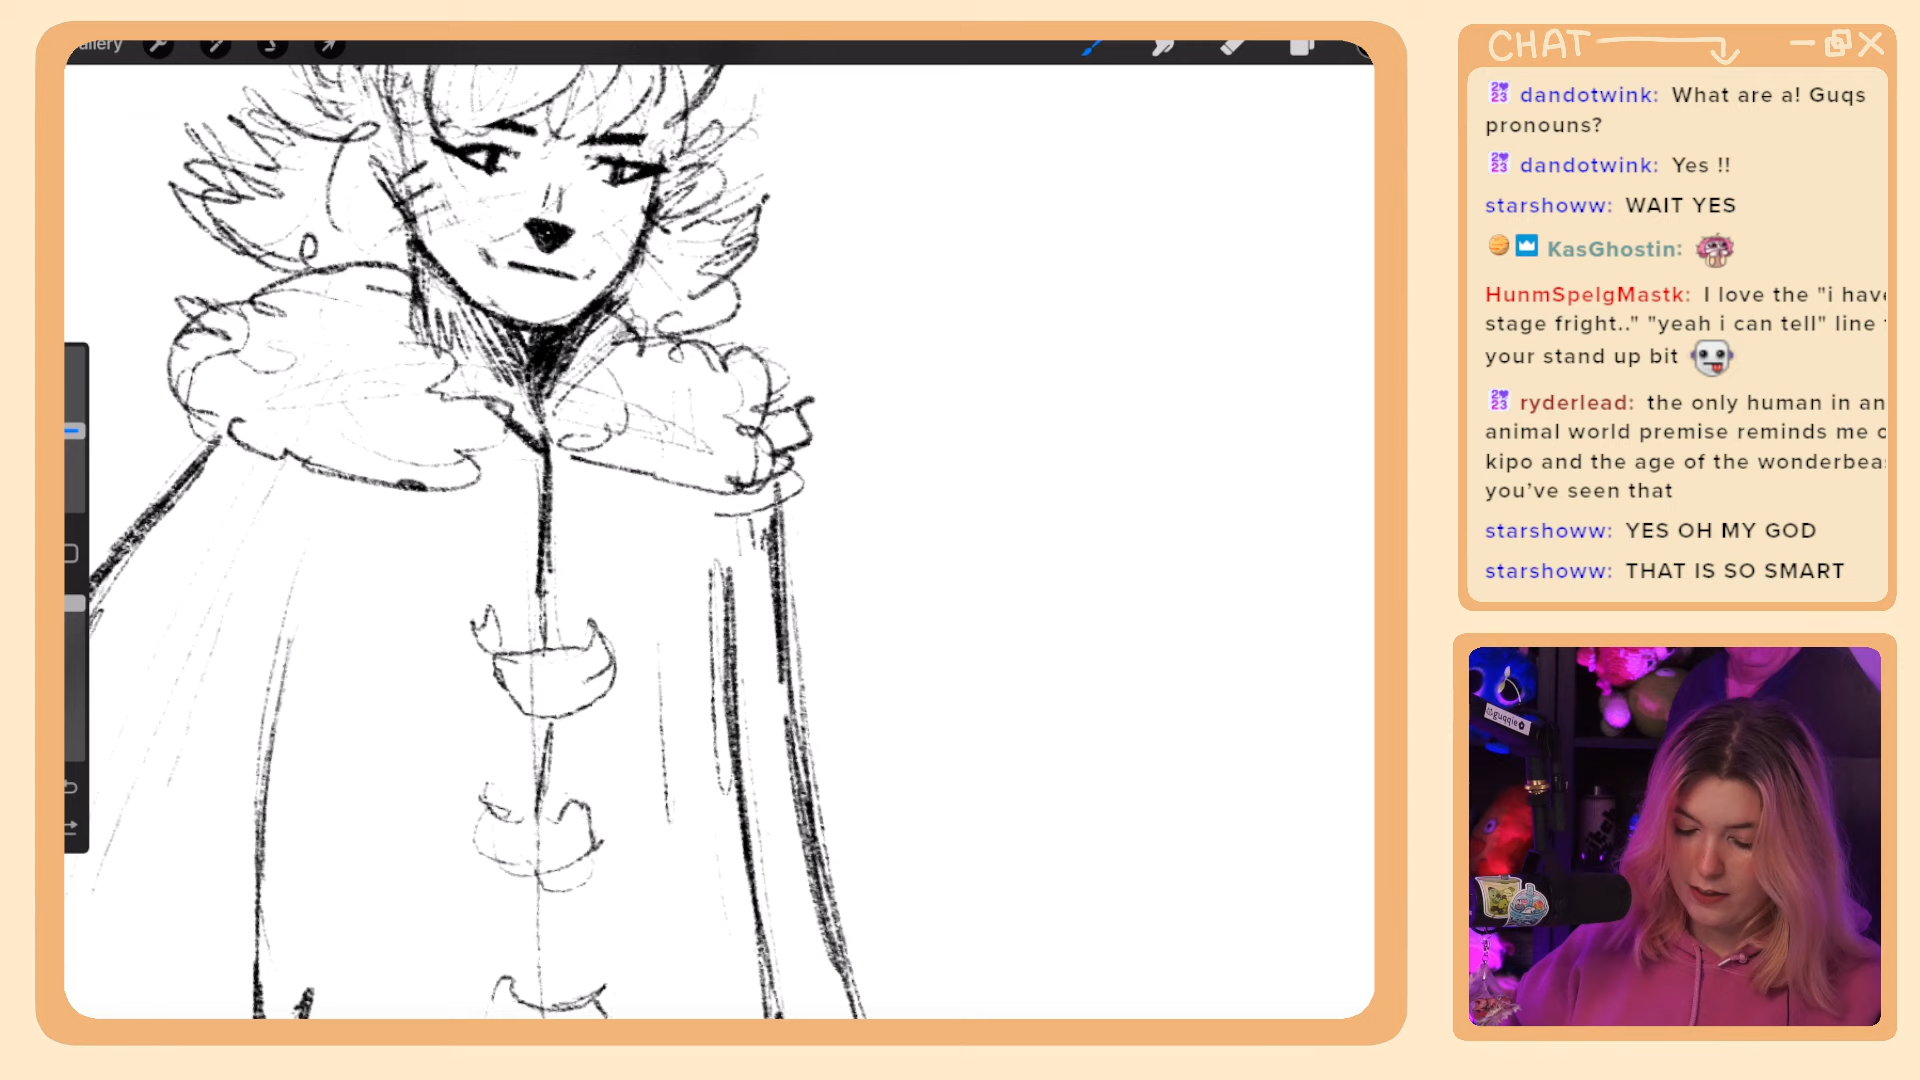 allery
CHAT
dandotwink: What are a! Guqs
pronouns?
dandotwink: Yes !!
starshoww: WAIT YES
KasGhostin:
HunmSpelgMastk: I love the "i have
stage fright.." "yeah i can tell" line
your stand up bit
ryderlead: the only human in an
animal world premise reminds me
kipo and the age of the wonderbea
you've seen that
starshoww: YES OH MY GOD
starshoww: THAT IS SO SMART
guqqie